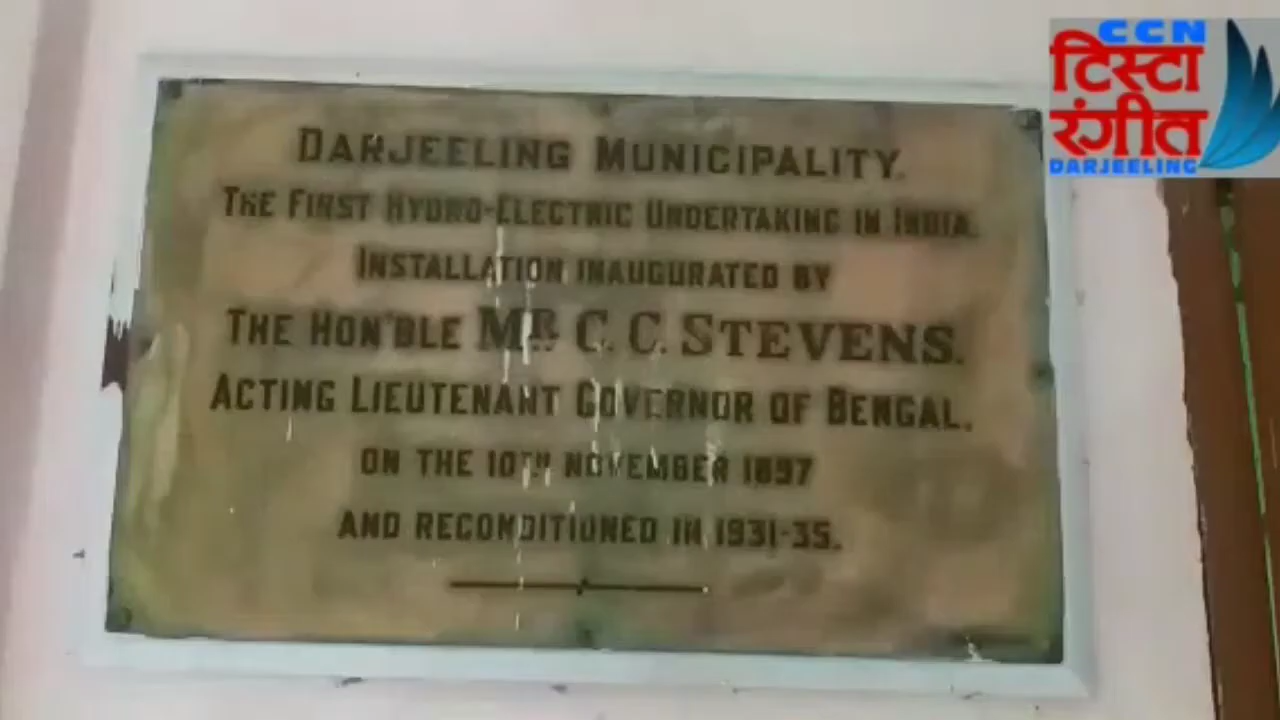 DARJEELING MUNICIPALITY.
THE FIRST HYDRO-ELECTRIC UNDERTAKING IN INDIA.
INSTALLATION INAUGURATED BY
THE HON'BLE MR. C. C. STEVENS.
ACTING LIEUTENANT GOVERNOR OF BENGAL.
ON THE 10TH NOVEMBER 1897
AND RECONDITIONED IN 1931-35.
CCN
टिस्टा
रंगीत
DARJEELING